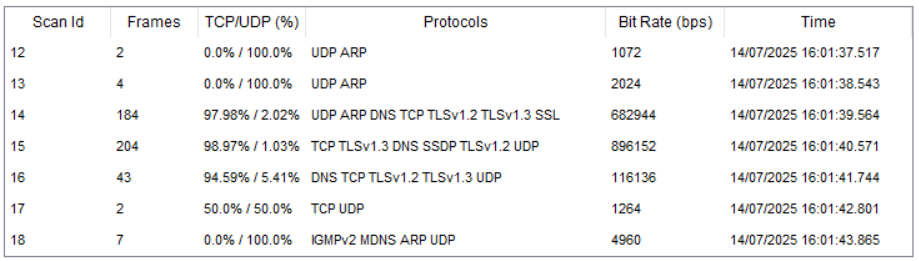 Scan Id Frames TCP/UDP (%) Protocols Bit Rate (bps) Time
12 2 0.0% / 100.0% UDP ARP 1072 14/07/2025 16:01:37.517
13 4 0.0% / 100.0% UDP ARP 2024 14/07/2025 16:01:38.543
14 184 97.98% / 2.02% UDP ARP DNS TCP TLSv1.2 TLSv1.3 SSL 682944 14/07/2025 16:01:39.564
15 204 98.97% / 1.03% TCP TLSv1.3 DNS SSDP TLSv1.2 UDP 896152 14/07/2025 16:01:40.571
16 43 94.59% / 5.41% DNS TCP TLSv1.2 TLSv1.3 UDP 116136 14/07/2025 16:01:41.744
17 2 50.0% / 50.0% TCP UDP 1264 14/07/2025 16:01:42.801
18 7 0.0% / 100.0% IGMPv2 MDNS ARP UDP 4960 14/07/2025 16:01:43.865